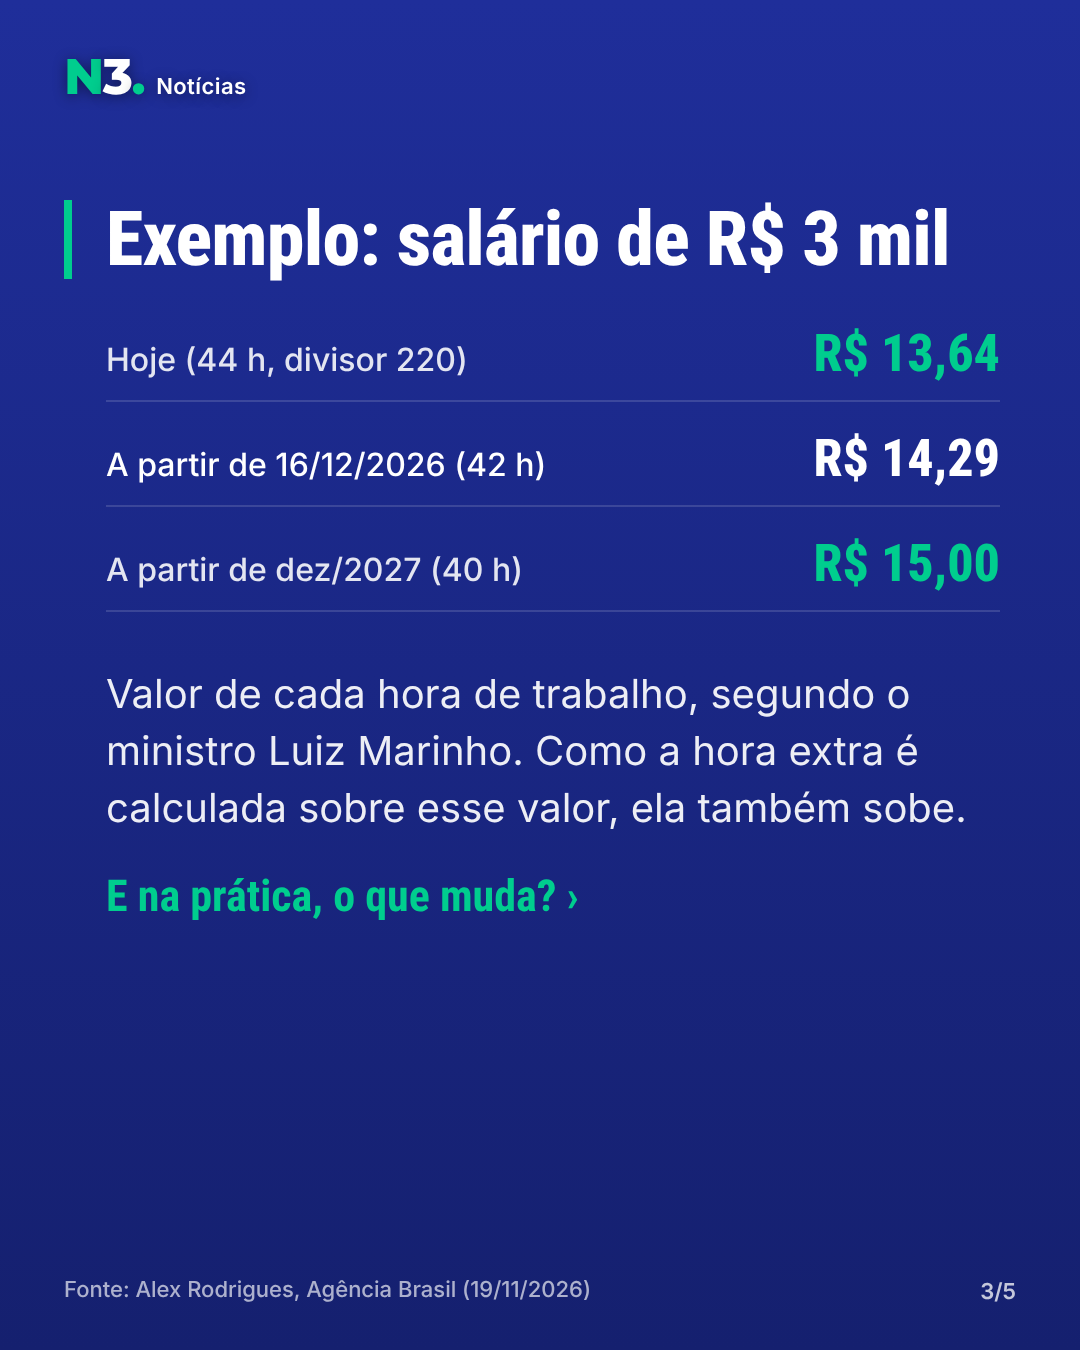 N3. Notícias
Exemplo: salário de R$ 3 mil
Hoje (44 h, divisor 220) R$ 13,64
A partir de 16/12/2026 (42 h) R$ 14,29
A partir de dez/2027 (40 h) R$ 15,00
Valor de cada hora de trabalho, segundo o
ministro Luiz Marinho. Como a hora extra é
calculada sobre esse valor, ela também sobe.
E na prática, o que muda? ›
Fonte: Alex Rodrigues, Agência Brasil (19/11/2026) 3/5